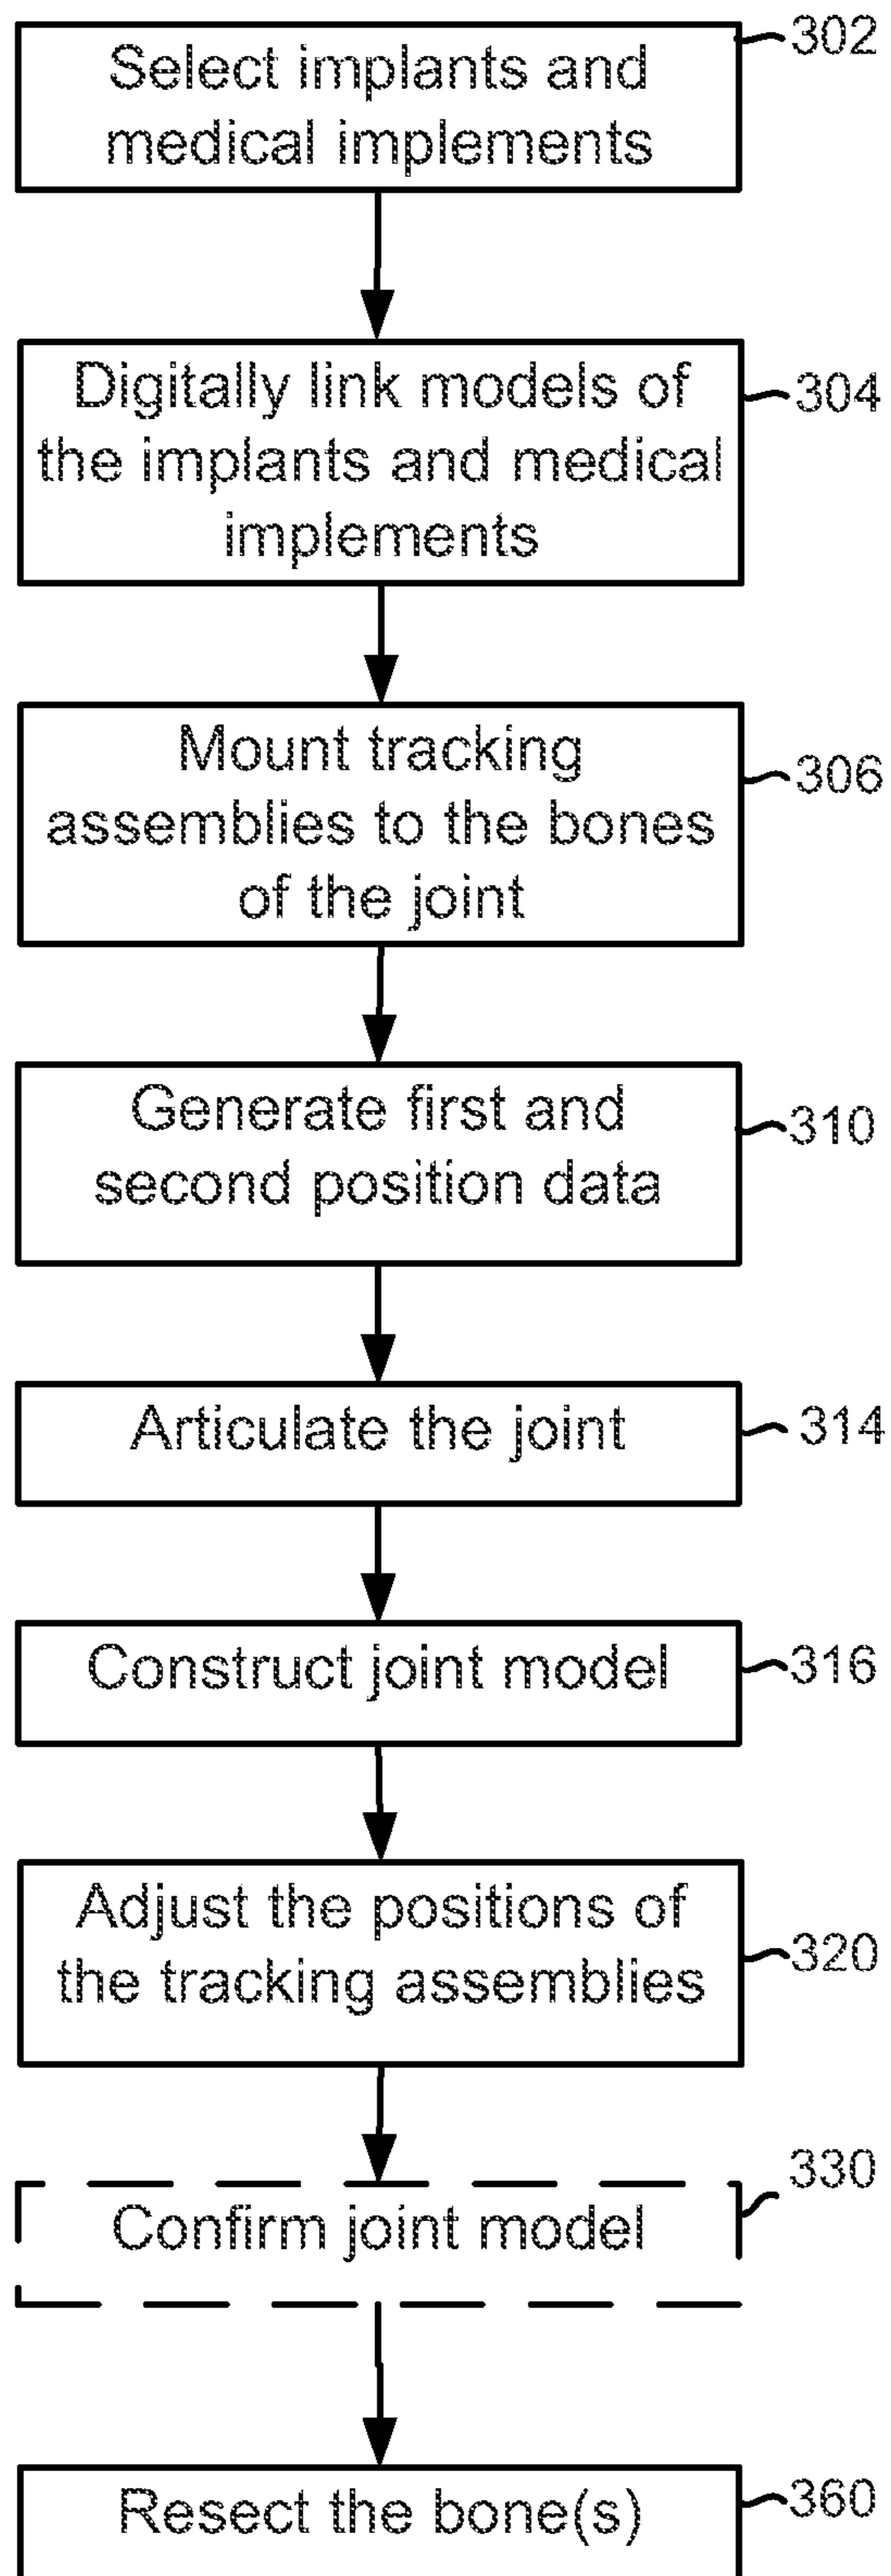 302
Select implants and
medical implements
Digitally link models of
the implants and medical
implements
304
Mount tracking
assemblies to the bones
of the joint
306
Generate first and
second position data
310
Articulate the joint
314
Construct joint model
316
Adjust the positions of
the tracking assemblies
320
330
Confirm joint model
Resect the bone(s)
360